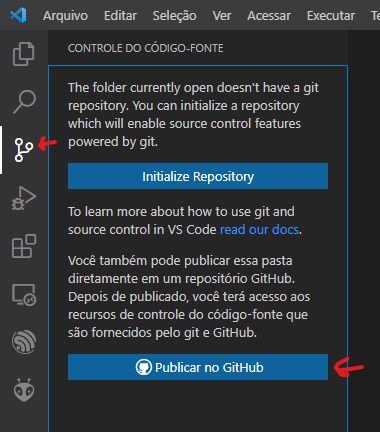 Arquivo Editar Seleção Ver Acessar Executar Te
CONTROLE DO CÓDIGO-FONTE
The folder currently open doesn't have a git
repository. You can initialize a repository
which will enable source control features
powered by git.
Initialize Repository
To learn more about how to use git and
source control in VS Code read our docs.
Você também pode publicar essa pasta
diretamente em um repositório GitHub.
Depois de publicado, você terá acesso aos
recursos de controle do código-fonte que
são fornecidos pelo git e GitHub.
Publicar no GitHub